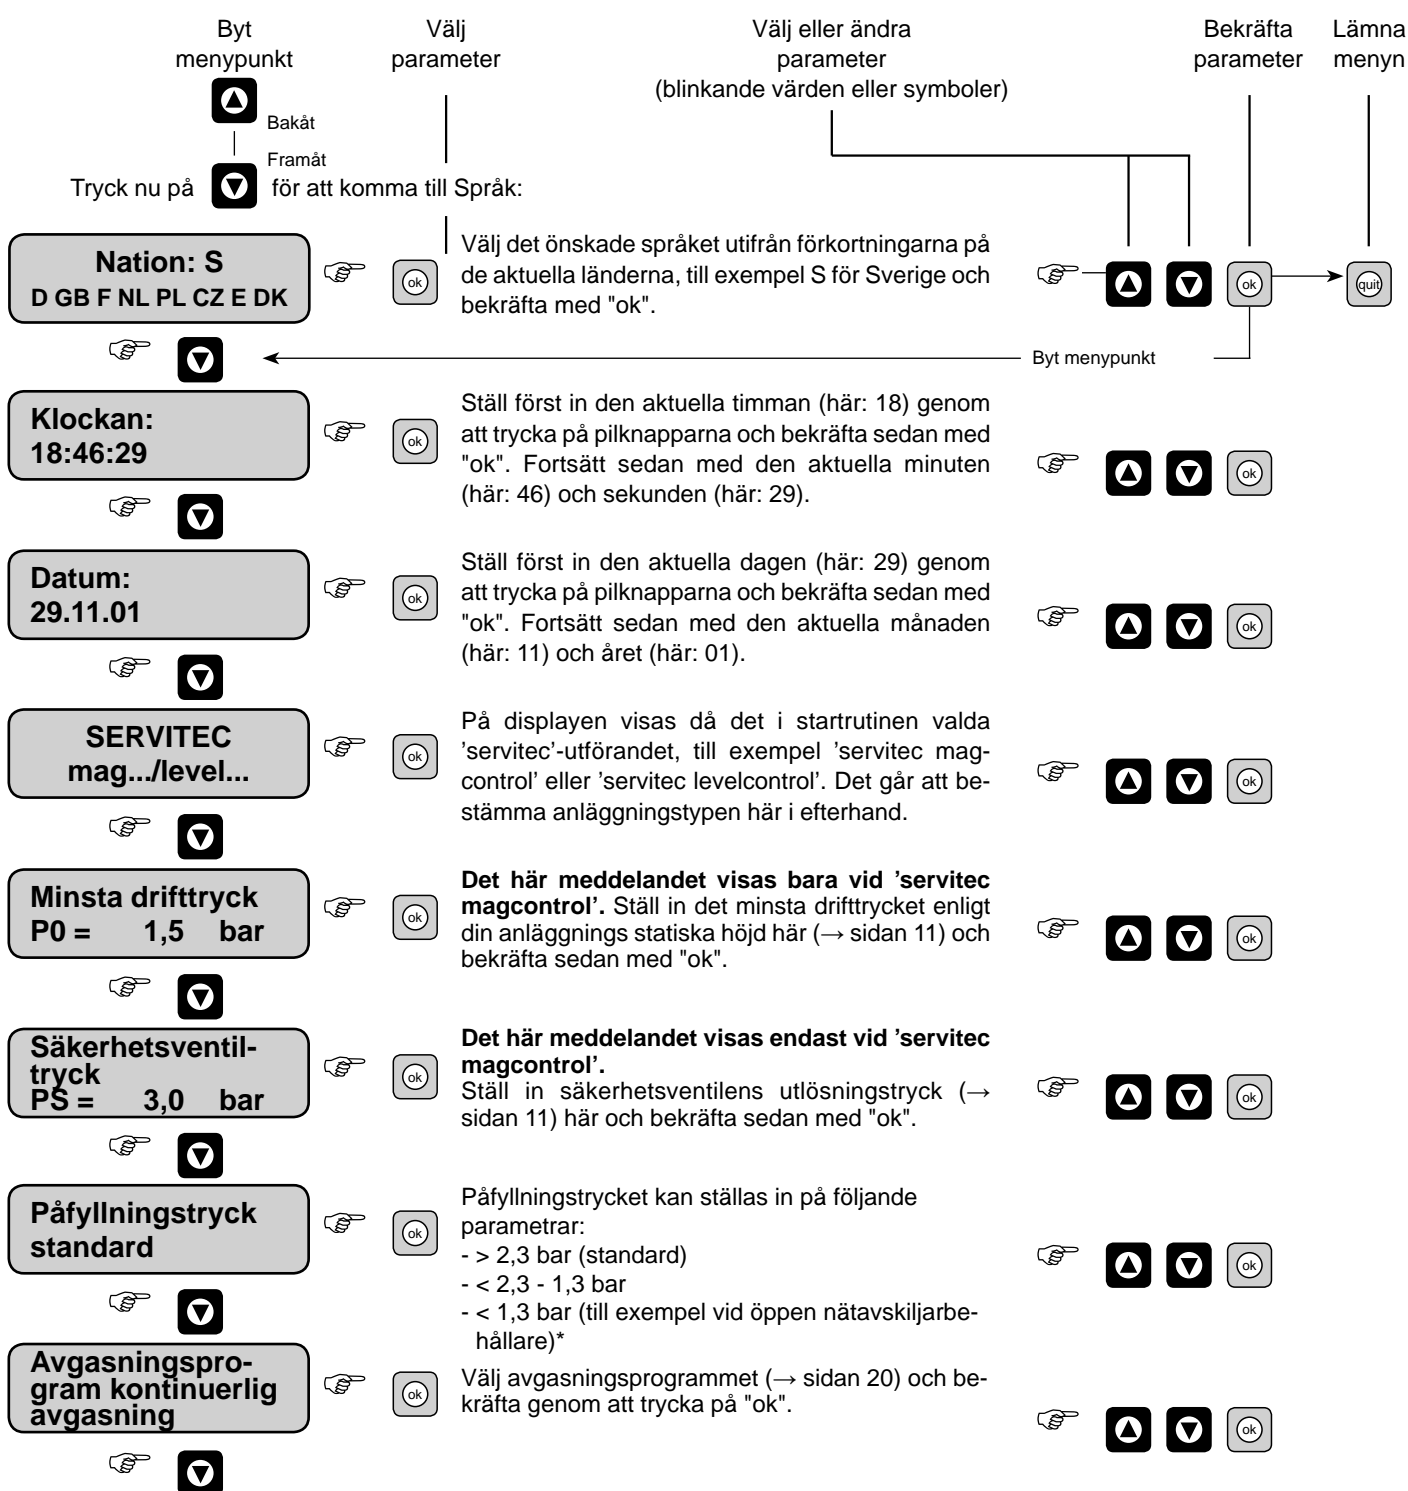 Byt
menypunkt
Välj
parameter
Välj eller ändra
parameter
(blinkande värden eller symboler)
Bekräfta
parameter
Lämna
menyn
Bakåt
Framåt
Tryck nu på för att komma till Språk:
Nation: S
D GB F NL PL CZ E DK
ok
Välj det önskade språket utifrån förkortningarna på
de aktuella länderna, till exempel S för Sverige och
bekräfta med "ok".
ok
quit
Byt menypunkt
Klockan:
18:46:29
ok
Ställ först in den aktuella timman (här: 18) genom
att trycka på pilknapparna och bekräfta sedan med
"ok". Fortsätt sedan med den aktuella minuten
(här: 46) och sekunden (här: 29).
ok
Datum:
29.11.01
ok
Ställ först in den aktuella dagen (här: 29) genom
att trycka på pilknapparna och bekräfta sedan med
"ok". Fortsätt sedan med den aktuella månaden
(här: 11) och året (här: 01).
ok
SERVITEC
mag.../level...
ok
På displayen visas då det i startrutinen valda
’servitec’-utförandet, till exempel ’servitec mag-
control’ eller ’servitec levelcontrol’. Det går att be-
stämma anläggningstypen här i efterhand.
ok
Minsta drifttryck
P0 = 1,5 bar
ok
Det här meddelandet visas bara vid ’servitec
magcontrol’. Ställ in det minsta drifttrycket enligt
din anläggnings statiska höjd här (→ sidan 11) och
bekräfta sedan med "ok".
ok
Säkerhetsventil-
tryck
PS = 3,0 bar
ok
Det här meddelandet visas endast vid ’servitec
magcontrol’.
Ställ in säkerhetsventilens utlösningstryck (→
sidan 11) här och bekräfta sedan med "ok".
ok
Påfyllningstryck
standard
ok
Påfyllningstrycket kan ställas in på följande
parametrar:
- > 2,3 bar (standard)
- < 2,3 - 1,3 bar
- < 1,3 bar (till exempel vid öppen nätavskiljarbe-
hållare)*
ok
Avgasningspro-
gram kontinuerlig
avgasning
ok
Välj avgasningsprogrammet (→ sidan 20) och be-
kräfta genom att trycka på "ok".
ok